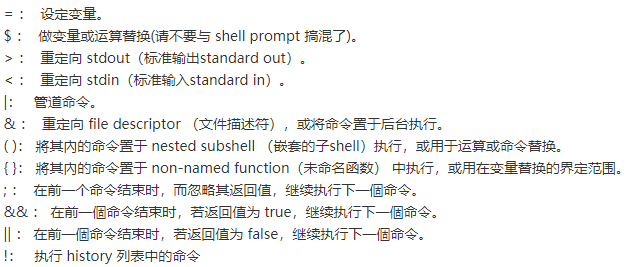 = ： 设定变量。
$ ： 做变量或运算替换(请不要与 shell prompt 搞混了)。
> ： 重定向 stdout（标准输出standard out）。
< ： 重定向 stdin（标准输入standard in）。
|： 管道命令。
& ： 重定向 file descriptor （文件描述符），或将命令置于后台执行。
( )： 將其內的命令置于 nested subshell （嵌套的子shell）执行，或用于运算或命令替换。
{ }： 將其內的命令置于 non-named function（未命名函数） 中执行，或用在变量替换的界定范围。
; ： 在前一个命令结束时，而忽略其返回值，继续执行下一個命令。
&& ： 在前一個命令结束时，若返回值为 true，继续执行下一個命令。
|| ： 在前一個命令结束时，若返回值为 false，继续执行下一個命令。
!： 执行 history 列表中的命令